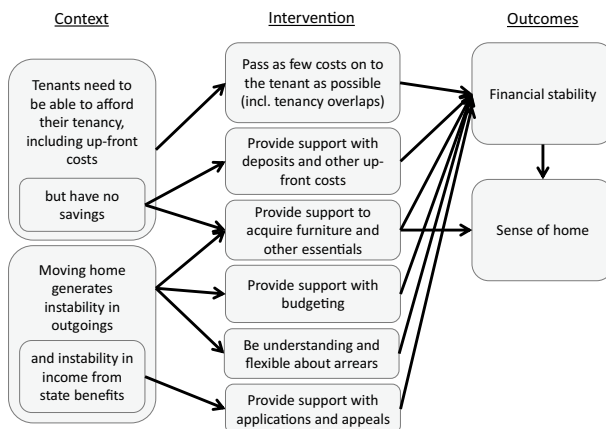 Context
Intervention
Outcomes
Tenants need to
be able to afford
their tenancy,
including up-front
costs
but have no
savings
Moving home
generates
instability in
outgoings
and instability in
income from
state benefits
Pass as few costs on to
the tenant as possible
(incl. tenancy overlaps)
Provide support with
deposits and other up-
front costs
Provide support to
acquire furniture and
other essentials
Provide support with
budgeting
Be understanding and
flexible about arrears
Provide support with
applications and appeals
Financial stability
Sense of home